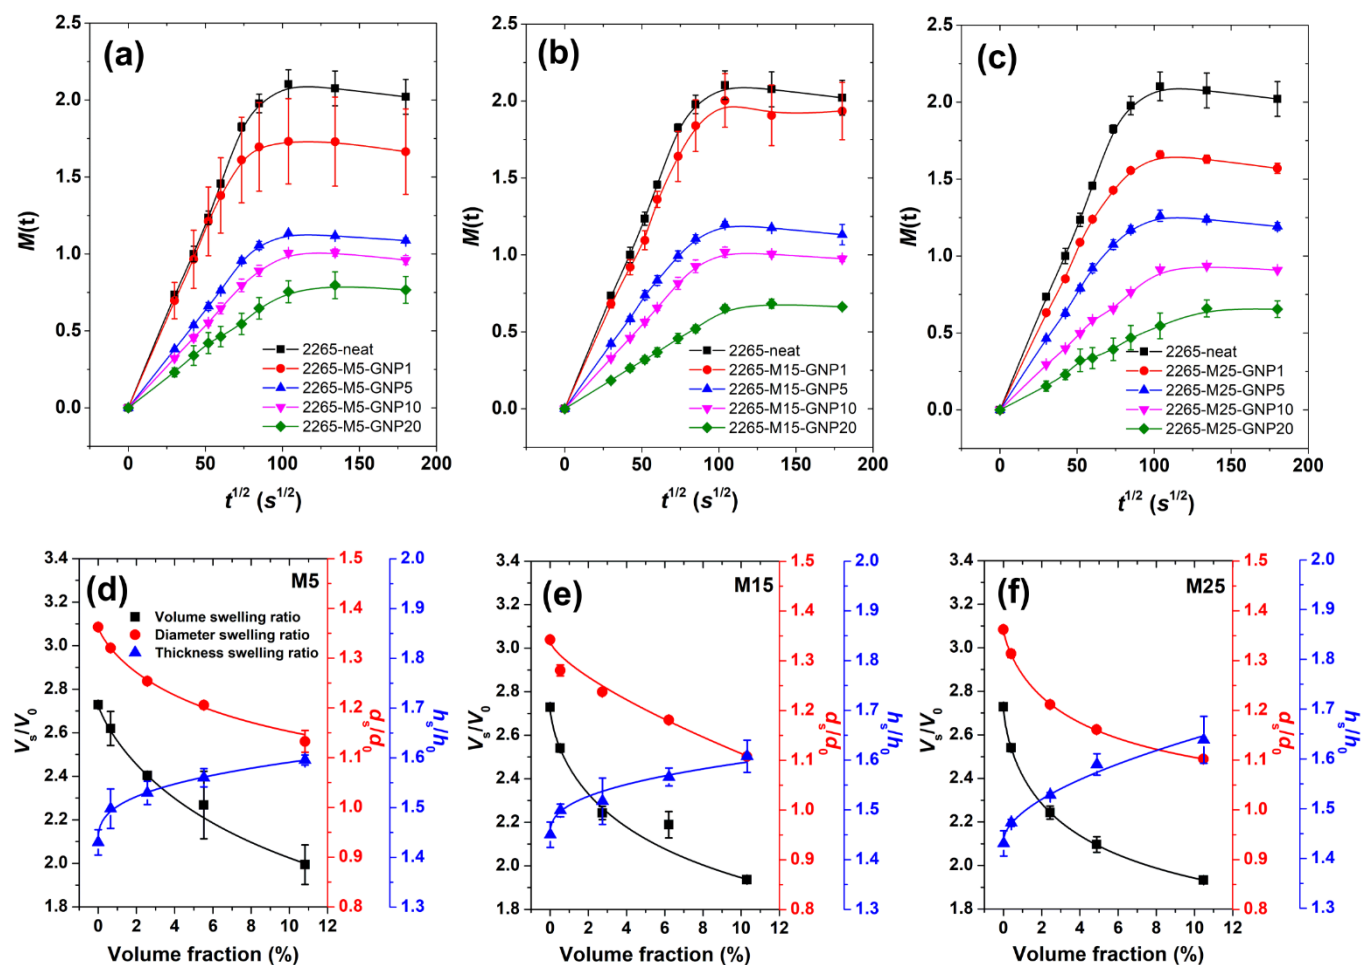 (a)
2.5
2.0
1.5
1.0
0.5
0.0
M(t)
2265-neat
2265-M5-GNP1
2265-M5-GNP5
2265-M5-GNP10
2265-M5-GNP20
0 50 100 150 200
t^1/2 (s^1/2)
(b)
2.5
2.0
1.5
1.0
0.5
0.0
2265-neat
2265-M15-GNP1
2265-M15-GNP5
2265-M15-GNP10
2265-M15-GNP20
0 50 100 150 200
t^1/2 (s^1/2)
(c)
2.5
2.0
1.5
1.0
0.5
0.0
2265-neat
2265-M25-GNP1
2265-M25-GNP5
2265-M25-GNP10
2265-M25-GNP20
0 50 100 150 200
t^1/2 (s^1/2)
(d)
M5
Volume swelling ratio
Diameter swelling ratio
Thickness swelling ratio
3.4
3.2
3.0
2.8
2.6
2.4
2.2
2.0
1.8
Vs/V0
1.5
1.4
1.3
1.2
1.1
1.0
0.9
0.8
ds/d0
2.0
1.9
1.8
1.7
1.6
1.5
1.4
1.3
hs/h0
0 2 4 6 8 10 12
Volume fraction (%)
(e)
M15
3.4
3.2
3.0
2.8
2.6
2.4
2.2
2.0
1.8
Vs/V0
1.5
1.4
1.3
1.2
1.1
1.0
0.9
0.8
ds/d0
2.0
1.9
1.8
1.7
1.6
1.5
1.4
1.3
hs/h0
0 2 4 6 8 10 12
Volume fraction (%)
(f)
M25
3.4
3.2
3.0
2.8
2.6
2.4
2.2
2.0
1.8
Vs/V0
1.5
1.4
1.3
1.2
1.1
1.0
0.9
0.8
ds/d0
2.0
1.9
1.8
1.7
1.6
1.5
1.4
1.3
hs/h0
0 2 4 6 8 10 12
Volume fraction (%)